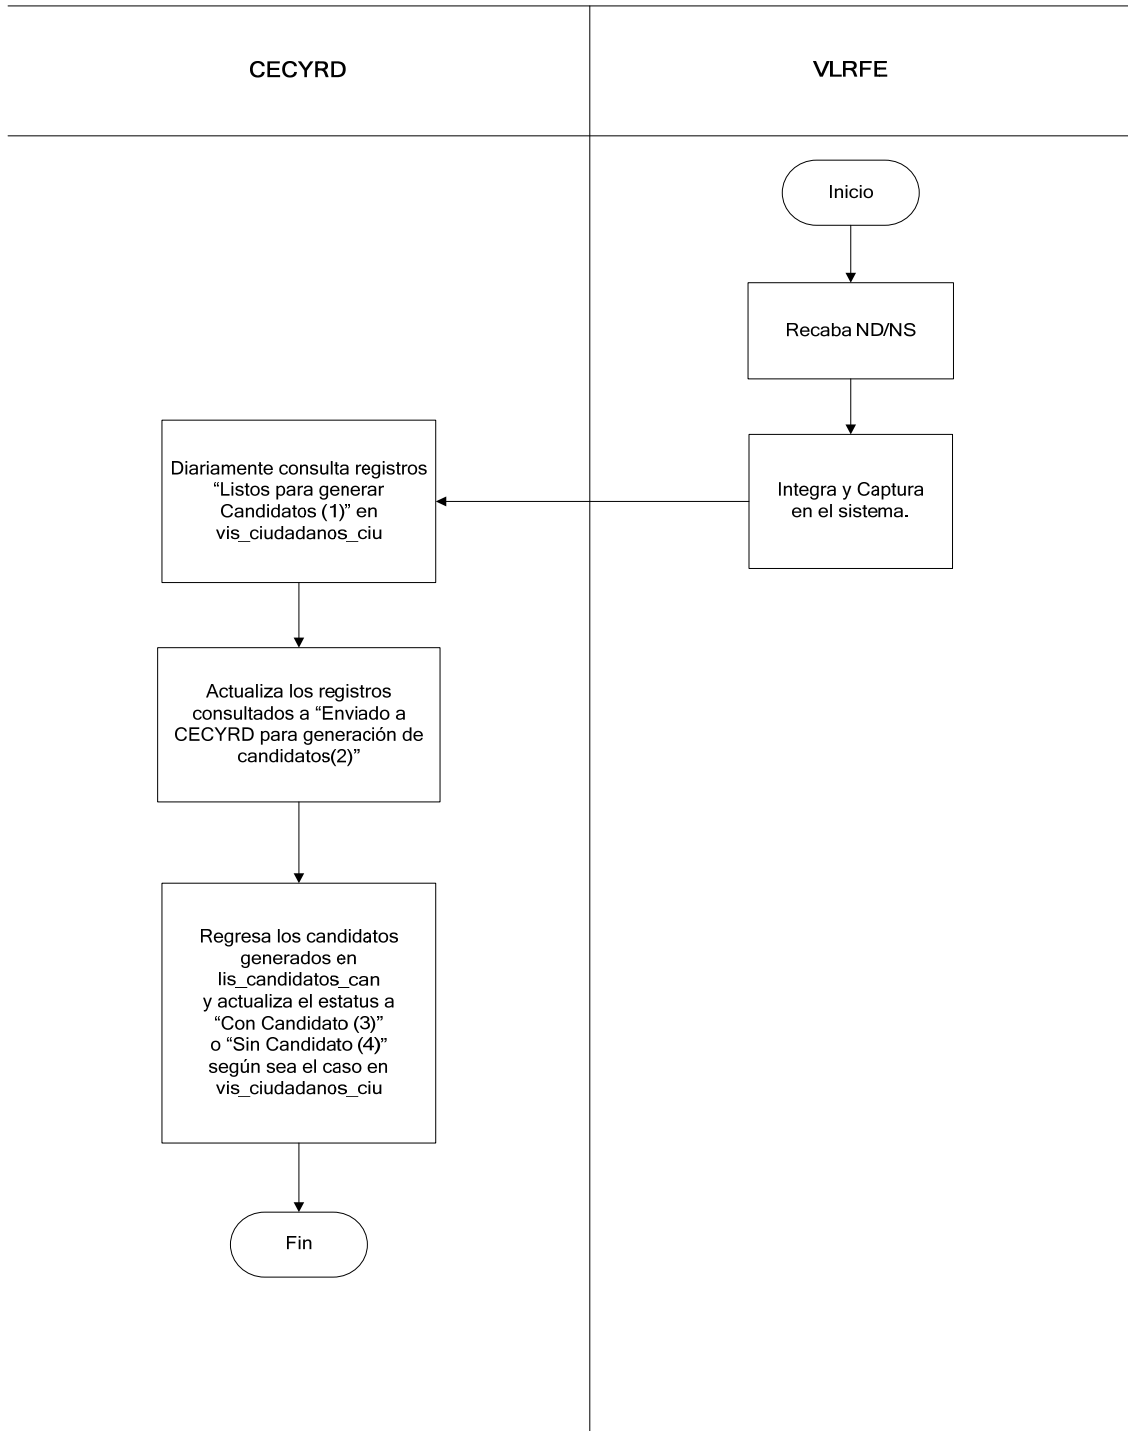 CECYRD
VLRFE
Inicio
Recaba ND/NS
Integra y Captura
en el sistema.
Diariamente consulta registros
“Listos para generar
Candidatos (1)” en
vis_ciudadanos_ciu
Actualiza los registros
consultados a “Enviado a
CECYRD para generación de
candidatos(2)”
Regresa los candidatos
generados en
lis_candidatos_can
y actualiza el estatus a
“Con Candidato (3)”
o “Sin Candidato (4)”
según sea el caso en
vis_ciudadanos_ciu
Fin